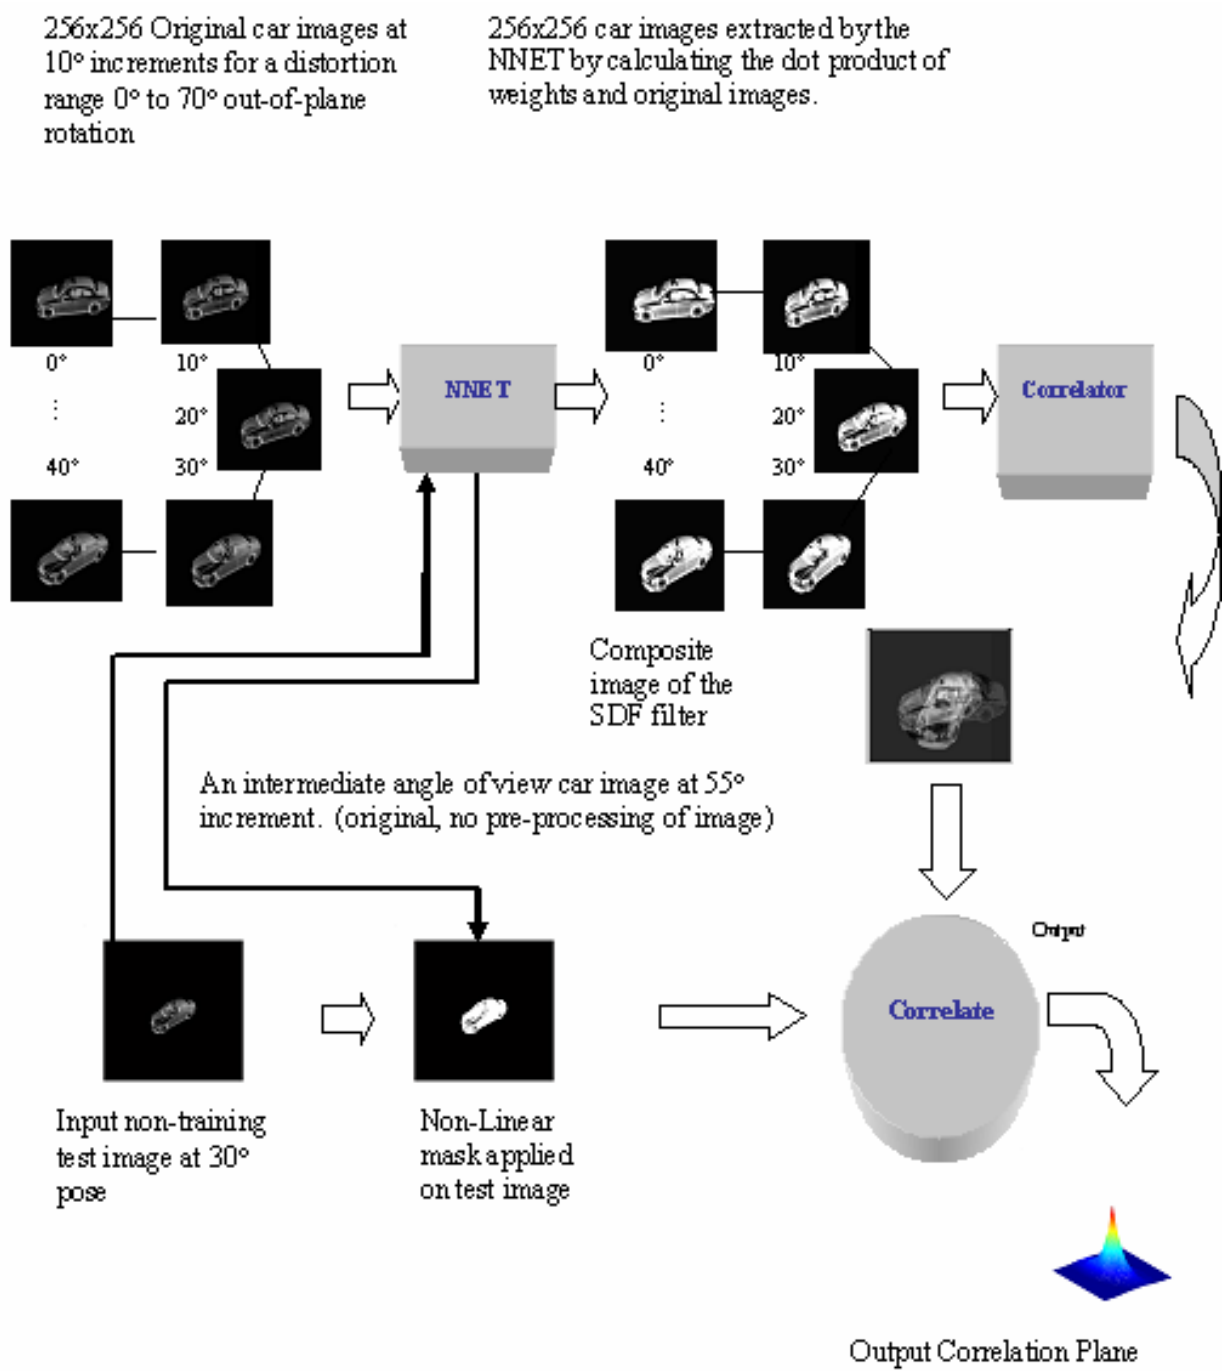 256x256 Original car images at
10° increments for a distortion
range 0° to 70° out-of-plane
rotation
256x256 car images extracted by the
NNET by calculating the dot product of
weights and original images.
0°
10°
⋮
20°
40°
30°
NNET
0°
10°
⋮
20°
40°
30°
Correlator
Composite
image of the
SDF filter
An intermediate angle of view car image at 55°
increment. (original, no pre-processing of image)
Output
Correlate
Input non-training
test image at 30°
pose
Non-Linear
mask applied
on test image
Output Correlation Plane